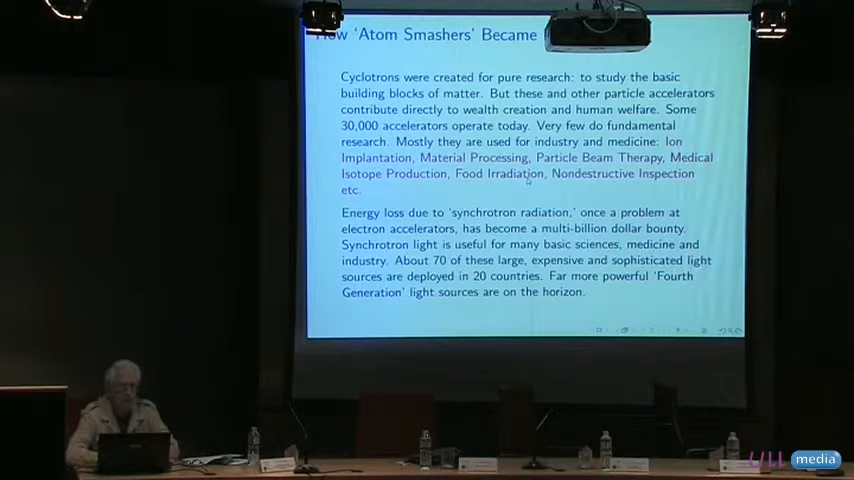 How 'Atom Smashers' Became
Cyclotrons were created for pure research: to study the basic
building blocks of matter. But these and other particle accelerators
contribute directly to wealth creation and human welfare. Some
30,000 accelerators operate today. Very few do fundamental
research. Mostly they are used for industry and medicine: Ion
Implantation, Material Processing, Particle Beam Therapy, Medical
Isotope Production, Food Irradiation, Nondestructive Inspection
etc.
Energy loss due to 'synchrotron radiation,' once a problem at
electron accelerators, has become a multi-billion dollar bounty.
Synchrotron light is useful for many basic sciences, medicine and
industry. About 70 of these large, expensive and sophisticated light
sources are deployed in 20 countries. Far more powerful 'Fourth
Generation' light sources are on the horizon.
ULL media